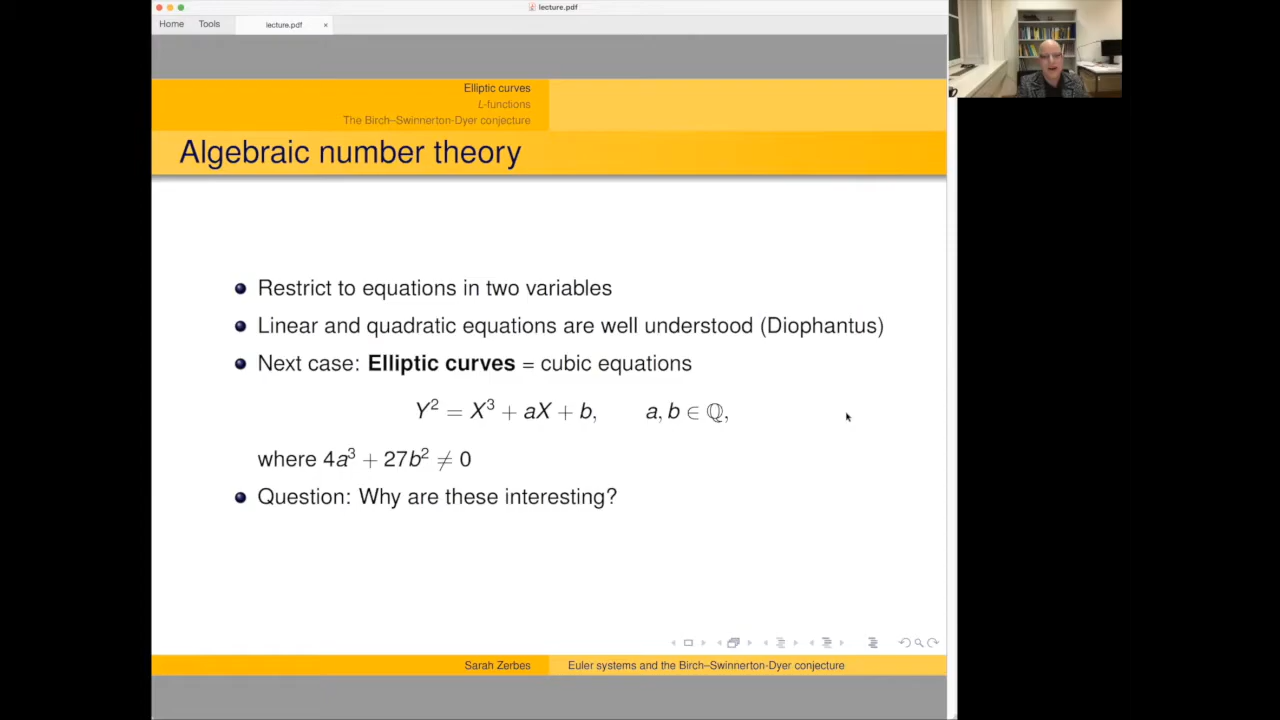 lecture.pdf
Home Tools lecture.pdf ×
Elliptic curves
L-functions
The Birch–Swinnerton-Dyer conjecture
Algebraic number theory
Restrict to equations in two variables
Linear and quadratic equations are well understood (Diophantus)
Next case: Elliptic curves = cubic equations
Y² = X³ + aX + b, a, b ∈ ℚ,
where 4a³ + 27b² ≠ 0
Question: Why are these interesting?
Sarah Zerbes Euler systems and the Birch–Swinnerton-Dyer conjecture